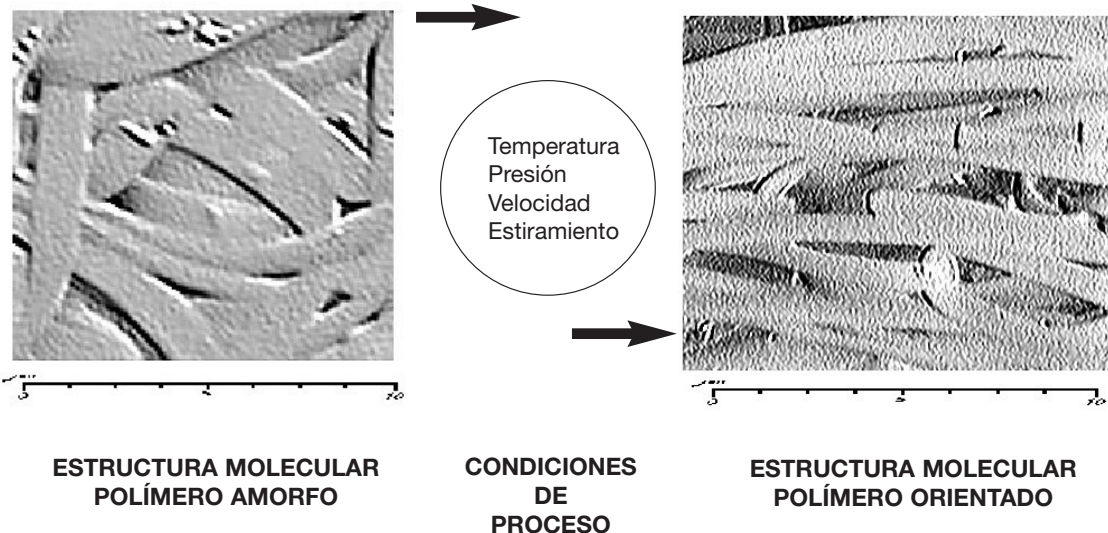 Temperatura
Presión
Velocidad
Estiramiento
0
5
10
0
5
10
ESTRUCTURA MOLECULAR
POLÍMERO AMORFO
CONDICIONES
DE
PROCESO
ESTRUCTURA MOLECULAR
POLÍMERO ORIENTADO